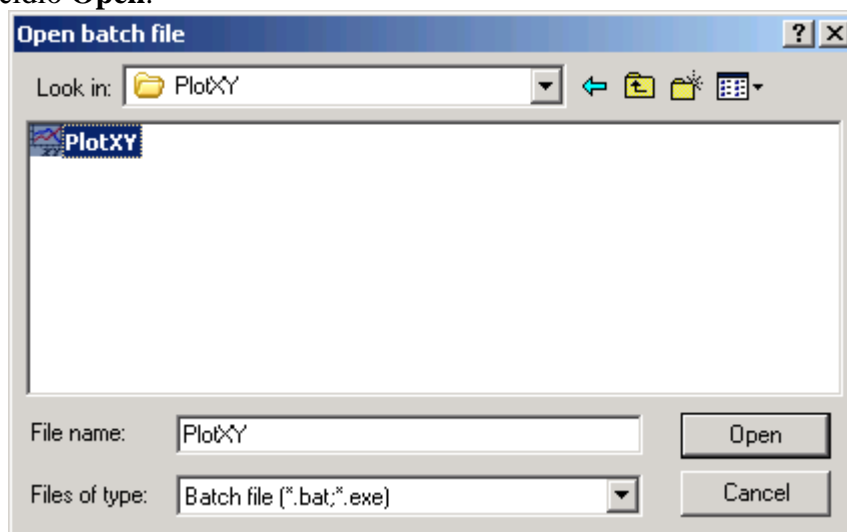 Open.
Open batch file
Look in: PlotXY
PlotXY
File name: PlotXY Open
Files of type: Batch file (*.bat;*.exe) Cancel